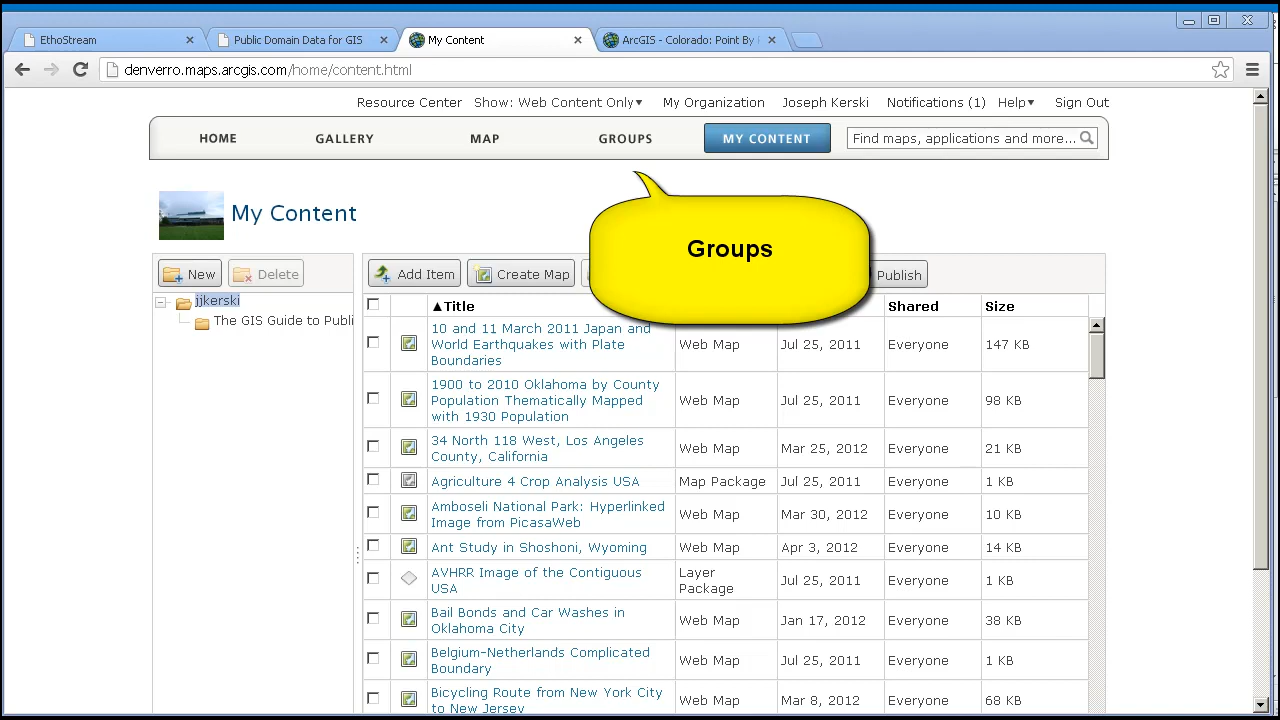 EthoStream
Public Domain Data for GIS
My Content
ArcGIS - Colorado: Point By
denverro.maps.arcgis.com/home/content.html
Resource Center Show: Web Content Only My Organization Joseph Kerski Notifications (1) Help Sign Out
HOME GALLERY MAP GROUPS MY CONTENT Find maps, applications and more...
My Content
Groups
New Delete Add Item Create Map Publish
jjkerski
The GIS Guide to Publi
▲Title Shared Size
10 and 11 March 2011 Japan and
World Earthquakes with Plate
Boundaries
Web Map Jul 25, 2011 Everyone 147 KB
1900 to 2010 Oklahoma by County
Population Thematically Mapped
with 1930 Population
Web Map Jul 25, 2011 Everyone 98 KB
34 North 118 West, Los Angeles
County, California
Web Map Mar 25, 2012 Everyone 21 KB
Agriculture 4 Crop Analysis USA Map Package Jul 25, 2011 Everyone 1 KB
Amboseli National Park: Hyperlinked
Image from PicasaWeb
Web Map Mar 30, 2012 Everyone 10 KB
Ant Study in Shoshoni, Wyoming Web Map Apr 3, 2012 Everyone 14 KB
AVHRR Image of the Contiguous
USA
Layer
Package
Jul 25, 2011 Everyone 1 KB
Bail Bonds and Car Washes in
Oklahoma City
Web Map Jan 17, 2012 Everyone 38 KB
Belgium-Netherlands Complicated
Boundary
Web Map Jul 25, 2011 Everyone 1 KB
Bicycling Route from New York City
to New Jersey
Web Map Mar 8, 2012 Everyone 68 KB